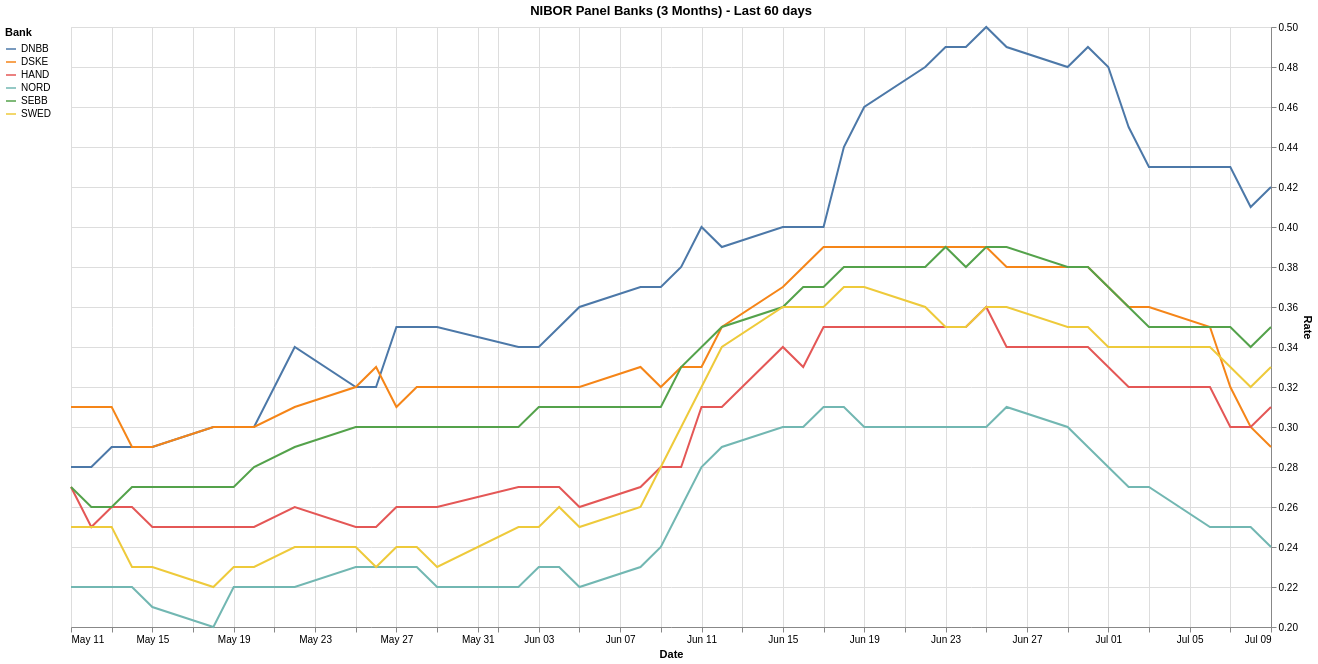 NIBOR Panel Banks (3 Months) - Last 60 days
Bank
DNBB
DSKE
HAND
NORD
SEBB
SWED
0.50
0.48
0.46
0.44
0.42
0.40
0.38
0.36
0.34
0.32
0.30
0.28
0.26
0.24
0.22
0.20
Rate
May 11 May 15 May 19 May 23 May 27 May 31 Jun 03 Jun 07 Jun 11 Jun 15 Jun 19 Jun 23 Jun 27 Jul 01 Jul 05 Jul 09
Date